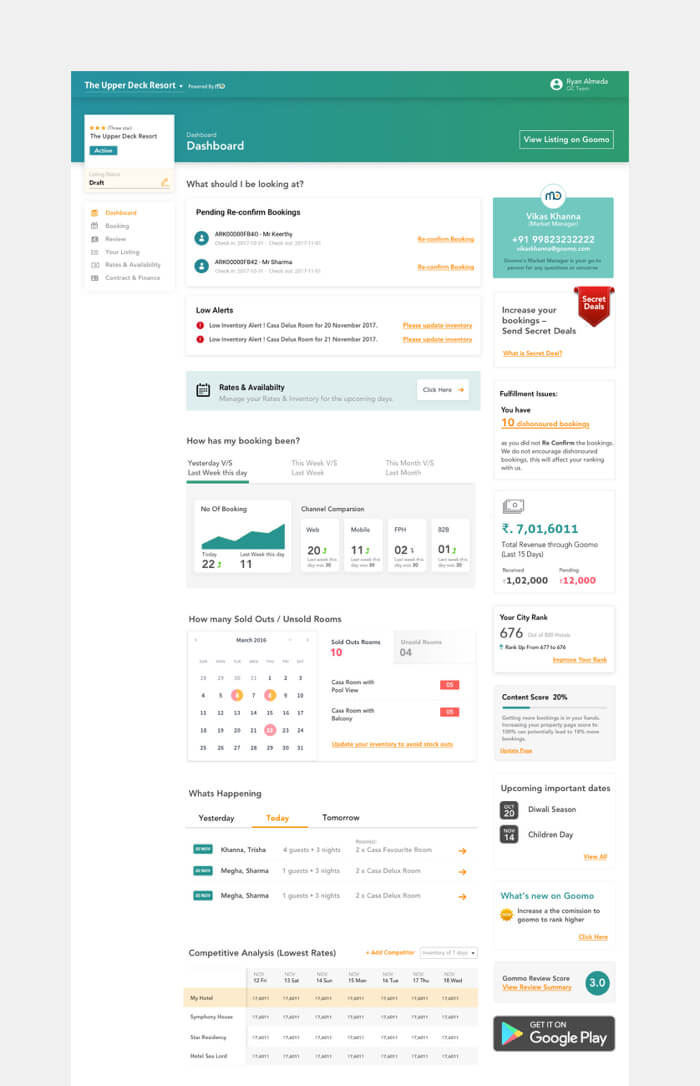 The Upper Deck Resort
Powered By
Ryan Almeda
GC Team
(Three star)
The Upper Deck Resort
Active
Listing Status
Draft
Dashboard
Dashboard
View Listing on Goomo
Dashboard
Booking
Review
Your Listing
Rates & Availability
Contract & Finance
What should I be looking at?
Pending Re-confirm Bookings
ARK00000FB40 - Mr Keerthy
Check in: 2017-10-31 Check out: 2017-11-01
Re-confirm Booking
ARK00000FB42 - Mr Sharma
Check in: 2017-10-31 Check out: 2017-11-01
Re-confirm Booking
Low Alerts
Low Inventory Alert ! Casa Delux Room for 20 November 2017.
Please update inventory
Low Inventory Alert ! Casa Delux Room for 21 November 2017.
Please update inventory
Rates & Availabilty
Manage your Rates & Inventory for the upcoming days.
Click Here
How has my booking been?
Yesterday V/S
Last Week this day
This Week V/S
Last Week
This Month V/S
Last Month
No Of Booking
Today
22
Last Week this day
11
Channel Comparsion
Web
20
Last week this
day was 30
Mobile
11
Last week this
day was 30
FPH
02
Last week this
day was 30
B2B
01
Last week this
day was 30
How many Sold Outs / Unsold Rooms
March 2016
SUN MON TUE WED THU FRI SAT
28 29 30 31 1 2 3
4 5 6 7 8 9 10
11 12 13 14 15 16 17
18 19 20 21 22 23 24
25 26 27 28 29 30 31
Sold Outs Rooms
10
Unsold Rooms
04
Casa Room with
Pool View
05
Casa Room with
Balcony
05
Update your inventory to avoid stock outs
Whats Happening
Yesterday
Today
Tomorrow
Room(s):
Khanna, Trisha 4 guests • 3 nights 2 x Casa Favourite Room
Megha, Sharma 1 guests • 3 nights 2 x Casa Delux Room
Megha, Sharma 1 guests • 3 nights 2 x Casa Delux Room
Competitive Analysis (Lowest Rates)
+ Add Competitor
Inventory of 7 days
NOV NOV NOV NOV NOV NOV NOV
12 Fri 13 Sat 14 Sun 15 Mon 16 Tue 17 Thu 18 Wed
My Hotel 17,6011 17,6011 17,6011 17,6011 17,6011 17,6011 17,6011
Symphony House 17,6011 17,6011 17,6011 17,6011 17,6011 17,6011 17,6011
Star Residency 17,6011 17,6011 17,6011 17,6011 17,6011 17,6011 17,6011
Hotel Sea Lord 17,6011 17,6011 17,6011 17,6011 17,6011 17,6011 17,6011
Vikas Khanna
(Market Manager)
+91 99823232222
vikashkhanna@goomo.com
Goomo's Market Manager is your go-to
person for any questions or concerns
Secret
Deals
Increase your
bookings –
Send Secret Deals
What is Secret Deal?
Fulfillment Issues:
You have
10 dishonoured bookings
as you did not Re Confirm the bookings.
We do not encourage dishonured
bookings, this will affect your ranking
with us.
₹. 7,01,6011
Total Revenue through Goomo
(Last 15 Days)
Received
₹1,02,000
Pending
₹12,000
Your City Rank
676 Out of 800 Hotels
Rank Up From 677 to 676
Improve Your Rank
Content Score 20%
Getting more bookings is in your hands.
Increasing your property page score to
100% can potentially lead to 18% more
bookings.
Update Page
Upcoming important dates
OCT
20
Diwali Season
NOV
14
Children Day
View All
What's new on Goomo
Increase a the comission to
goomo to rank higher
Click Here
Gommo Review Score
View Review Summary
3.0
GET IT ON
Google Play